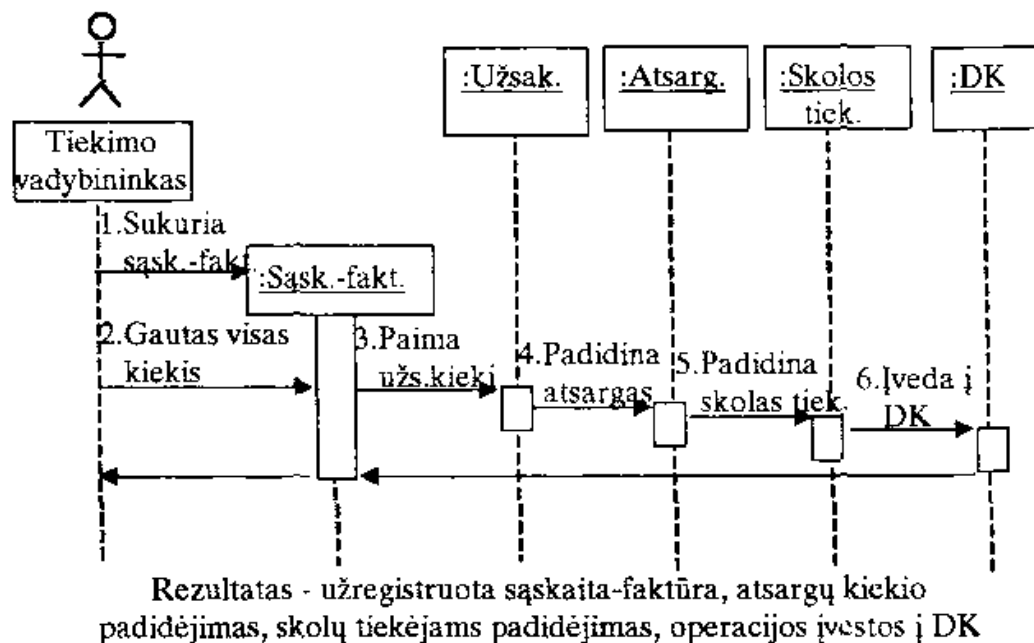 :Užsak.
:Atsarg.
:Skolos
tiek.
:DK
Tiekimo
vadybininkas
1.Sukuria
sąsk.-fakt
:Sąsk.-fakt.
2.Gautas visas
kiekis
3.Paima
užs.kiekį
4.Padidina
atsargas
5.Padidina
skolas tiek.
6.Įveda į
DK
Rezultatas - užregistruota sąskaita-faktūra, atsargų kiekio
padidėjimas, skolų tiekėjams padidėjimas, operacijos įvestos į DK